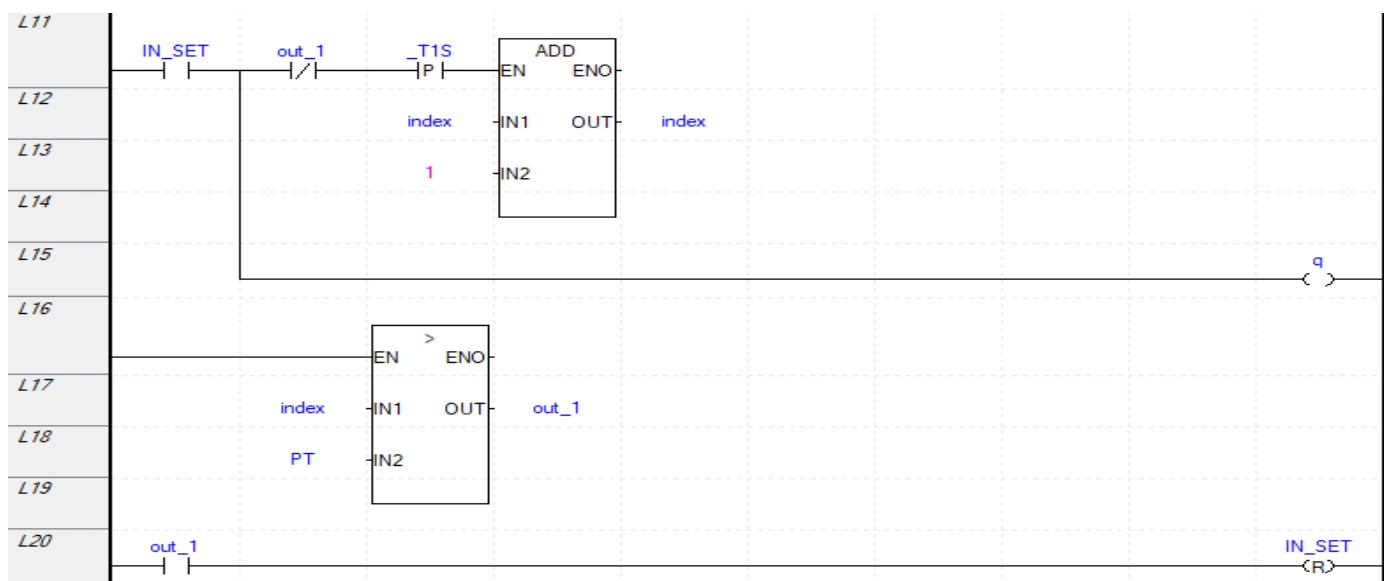 L11
IN_SET out_1 _T1S ADD
P EN ENO
L12
index IN1 OUT index
L13
1 IN2
L14
L15
q
L16
>
EN ENO
L17
index IN1 OUT out_1
L18
PT IN2
L19
L20
out_1 IN_SET
R